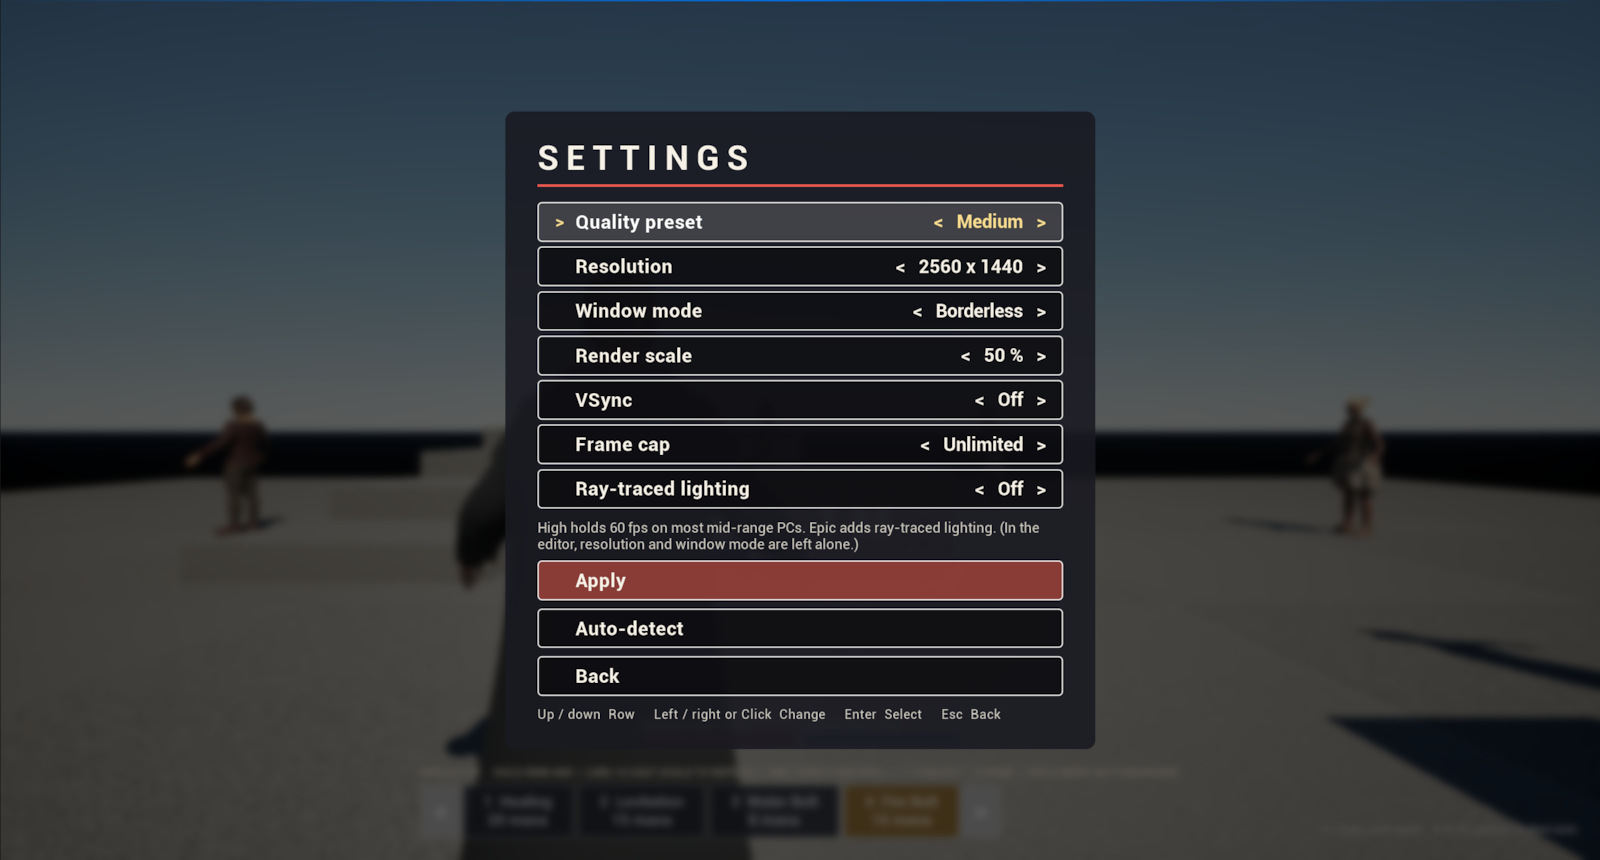 SETTINGS
> Quality preset < Medium >
Resolution < 2560 x 1440 >
Window mode < Borderless >
Render scale < 50 % >
VSync < Off >
Frame cap < Unlimited >
Ray-traced lighting < Off >
High holds 60 fps on most mid-range PCs. Epic adds ray-traced lighting. (In the
editor, resolution and window mode are left alone.)
Apply
Auto-detect
Back
Up / down Row Left / right or Click Change Enter Select Esc Back